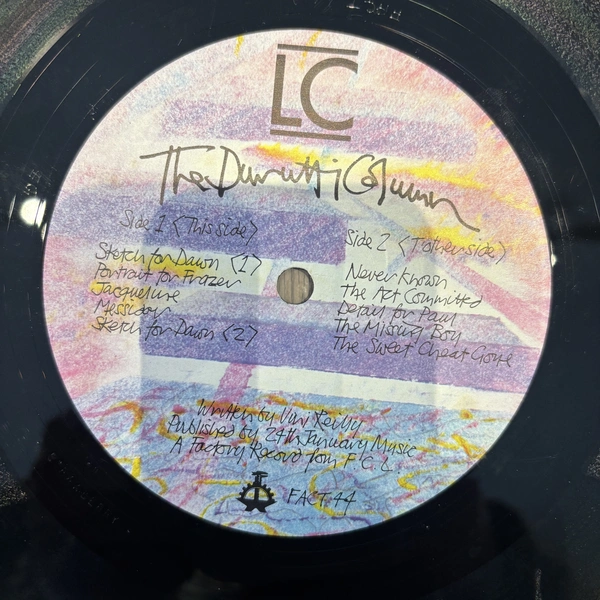 LC
The Durutti Column
Side 1 (This side)
Sketch for Dawn (1)
Portrait for Frazer
Jacqueline
Messidor
Sketch for Dawn (2)
Side 2 (T'other side)
Never Known
The Act Committed
Detail for Paul
The Missing Boy
The Sweet Cheat Gone
Written by Vini Reilly
Published by 24th January Music
A Factory Record from F.C.L.
FACT.44